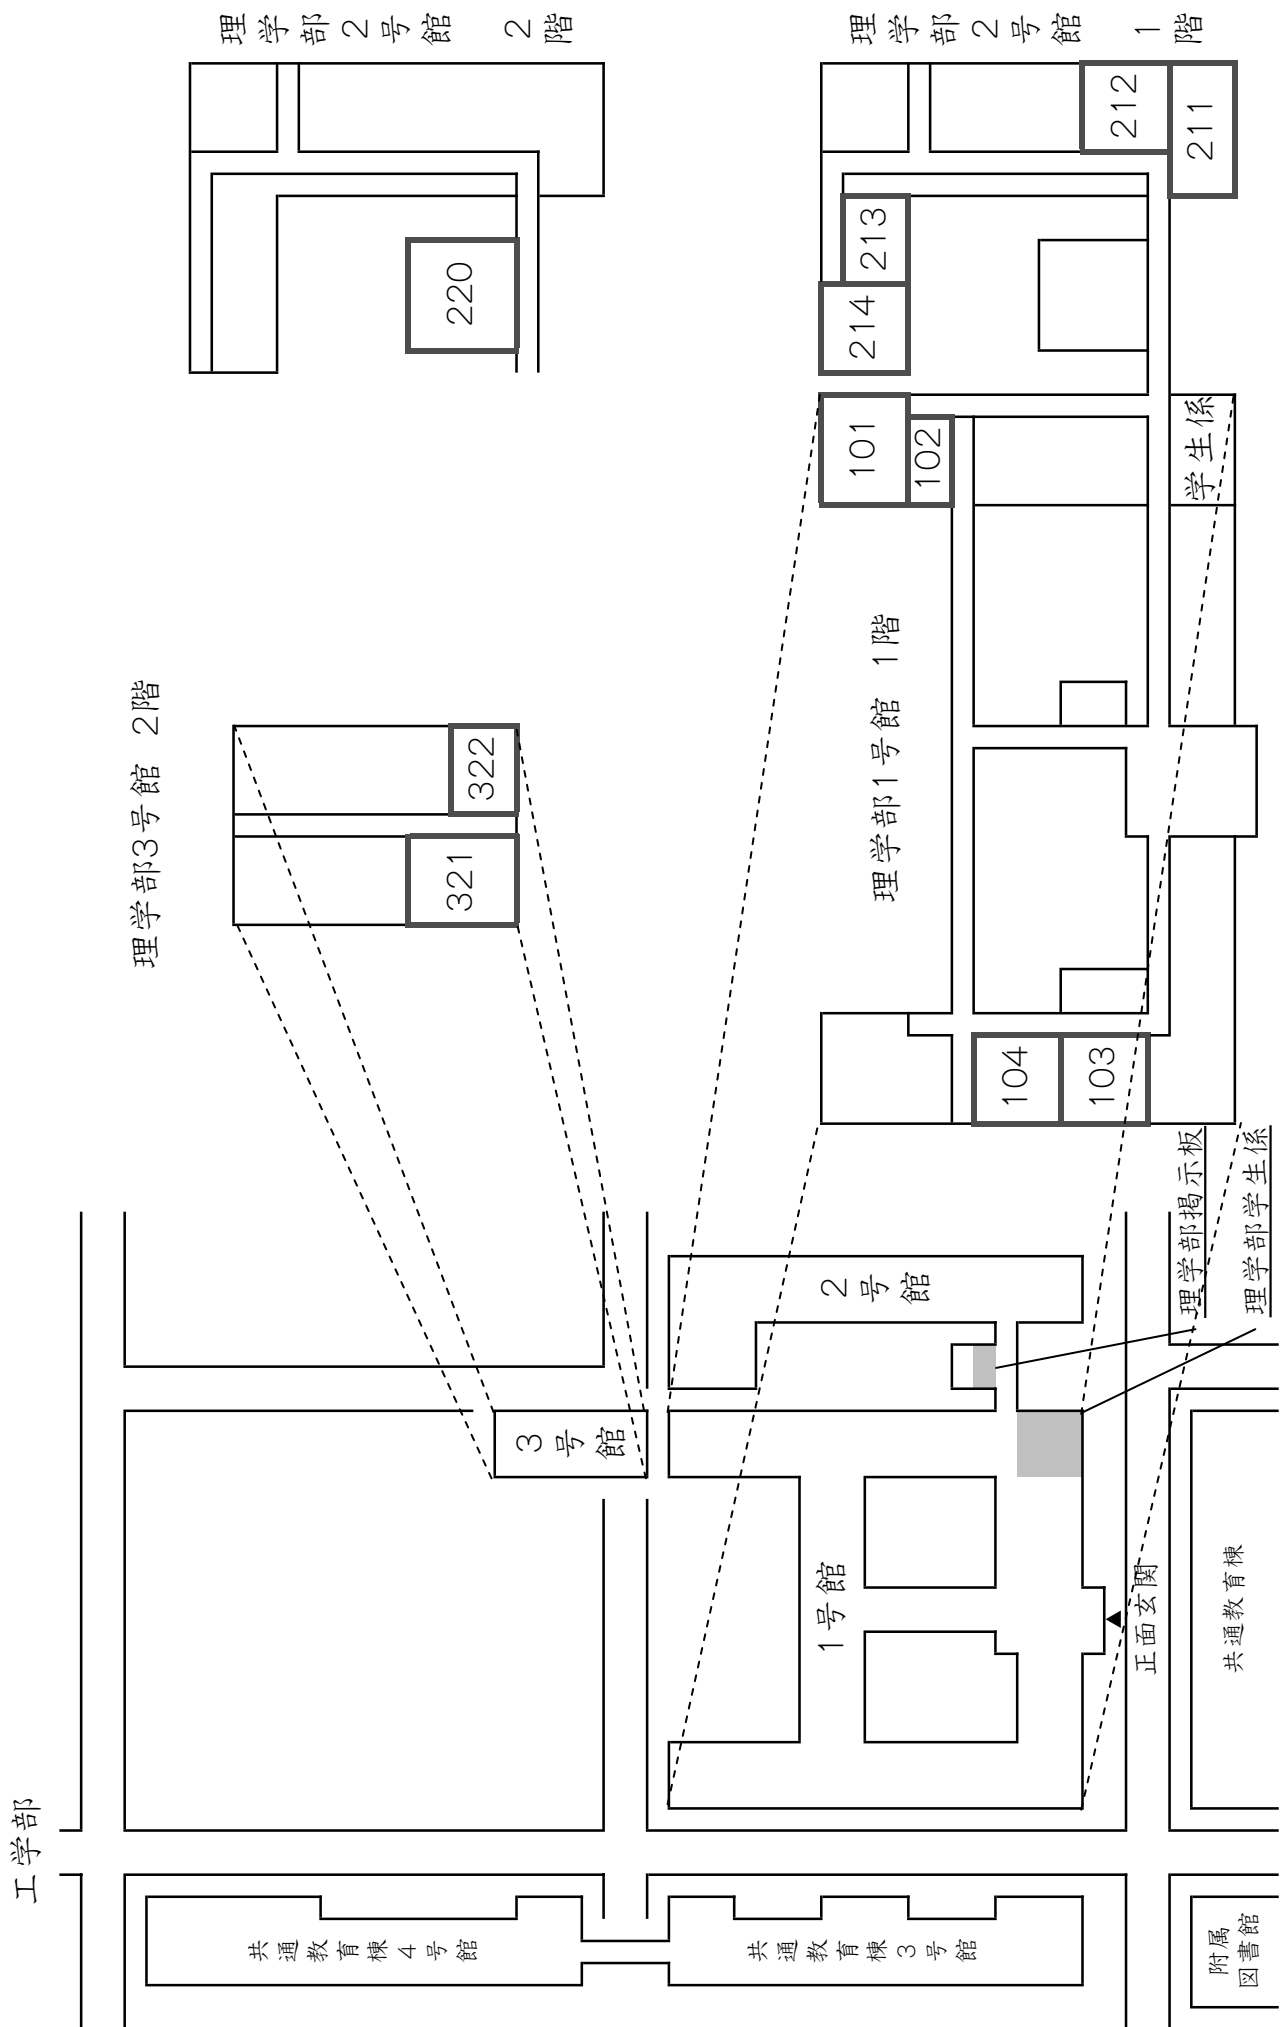 理学部２号館　２階
220
理学部２号館　１階
212
211
213
214
101
102
学生係
理学部1号館　1階
104
103
理学部3号館　2階
322
321
工学部
3号館
2号館
1号館
理学部掲示板
理学部学生係
正面玄関
共通教育棟
共通教育棟４号館
共通教育棟３号館
附属
図書館